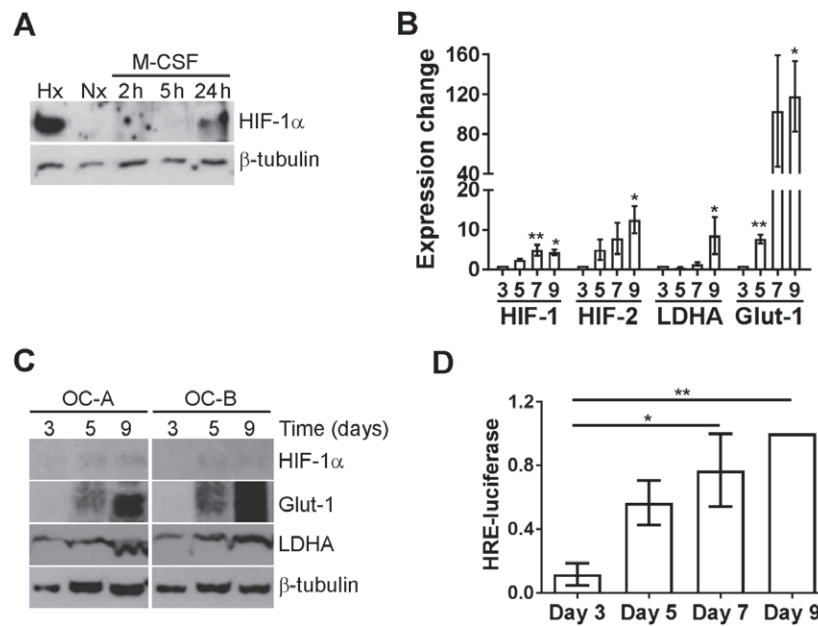 A
M-CSF
Hx Nx 2h 5h 24h
HIF-1α
β-tubulin
B
Expression change
160
120
80
40
20
10
0
** * * * ** *
3 5 7 9 3 5 7 9 3 5 7 9 3 5 7 9
HIF-1 HIF-2 LDHA Glut-1
C
OC-A OC-B
3 5 9 3 5 9 Time (days)
HIF-1α
Glut-1
LDHA
β-tubulin
D
HRE-luciferase
1.2
0.8
0.4
0.0
**
*
Day 3 Day 5 Day 7 Day 9